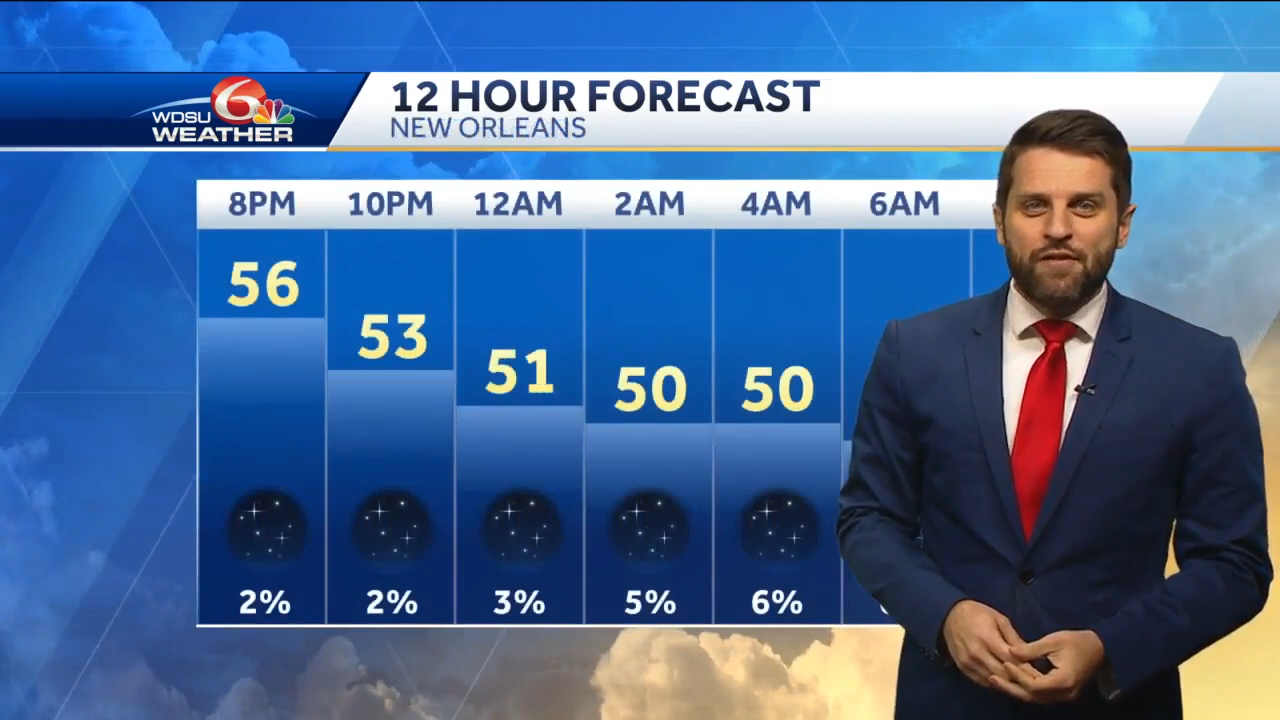 6
WDSU
WEATHER
12 HOUR FORECAST
NEW ORLEANS
8PM 10PM 12AM 2AM 4AM 6AM
56 53 51 50 50
2% 2% 3% 5% 6%